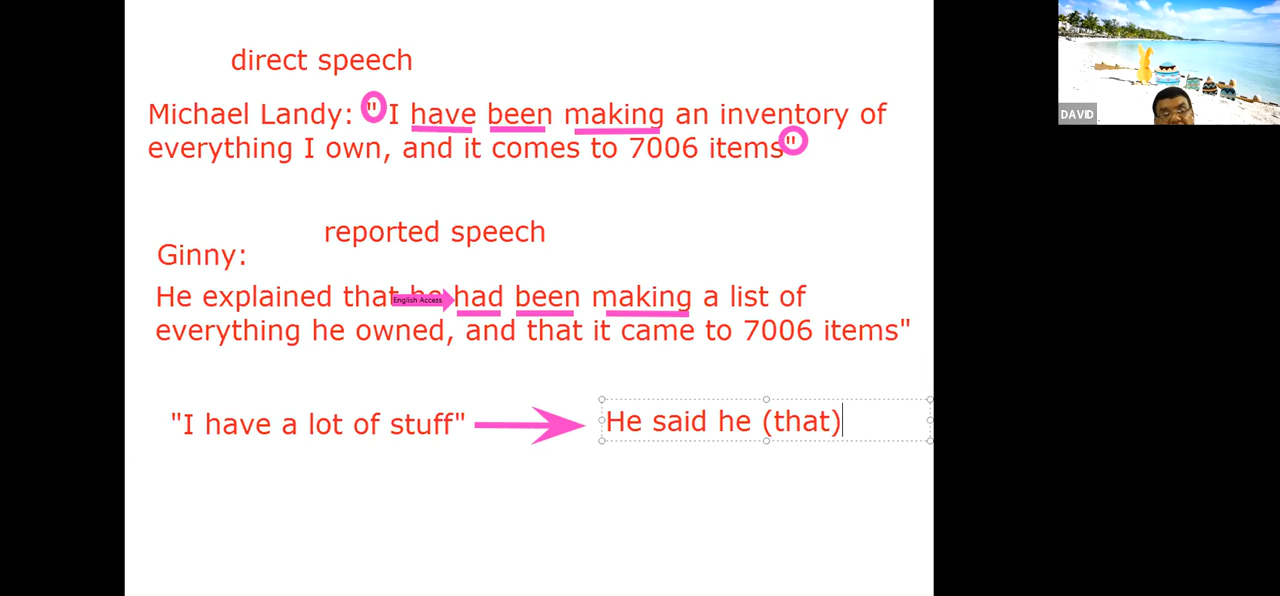 direct speech
DAVID
Michael Landy: "I have been making an inventory of
everything I own, and it comes to 7006 items"
reported speech
Ginny:
He explained that he had been making a list of
English Access
everything he owned, and that it came to 7006 items"
"I have a lot of stuff"
He said he (that)